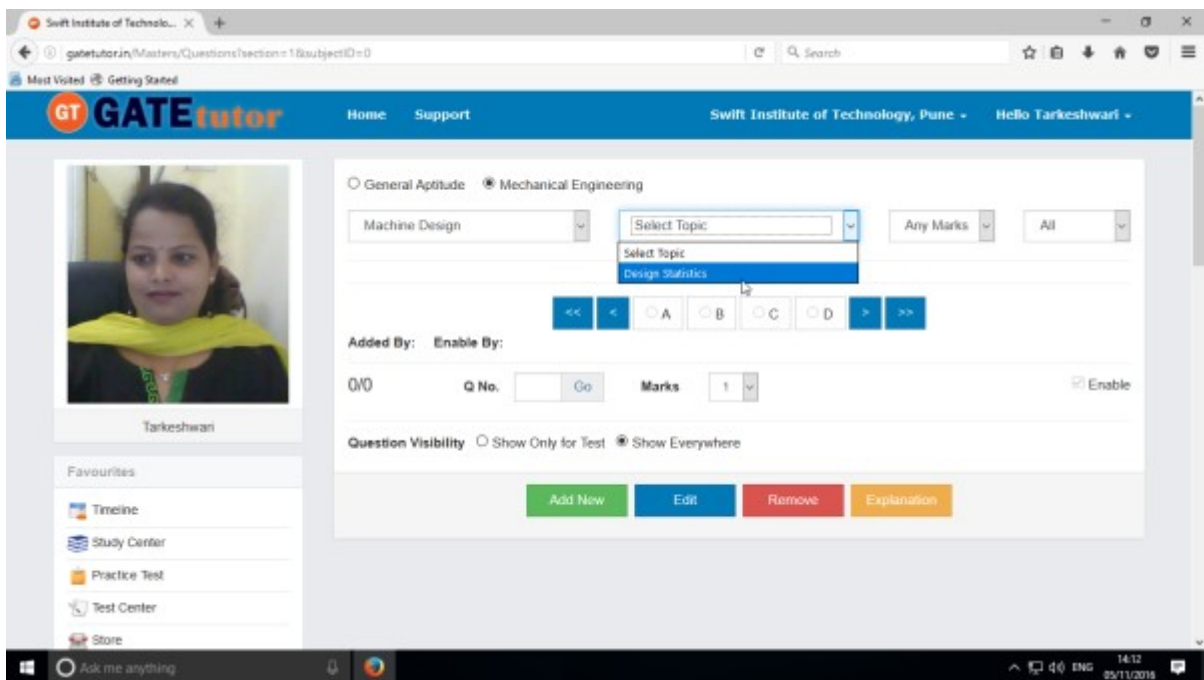 Swift Institute of Technolo...
gatetutor.in/Masters/Questions?section=1&subjectID=0
Search
Most Visited Getting Started
GT GATEtutor Home Support Swift Institute of Technology, Pune Hello Tarkeshwari
General Aptitude Mechanical Engineering
Machine Design Select Topic Any Marks All
Select Topic
Design Statistics
<< < A B C D > >>
Added By: Enable By:
0/0 Q No. Go Marks 1 Enable
Tarkeshwari
Question Visibility Show Only for Test Show Everywhere
Favourites
Add New Edit Remove Explanation
Timeline
Study Center
Practice Test
Test Center
Store
Ask me anything ENG 14:12
05/11/2016